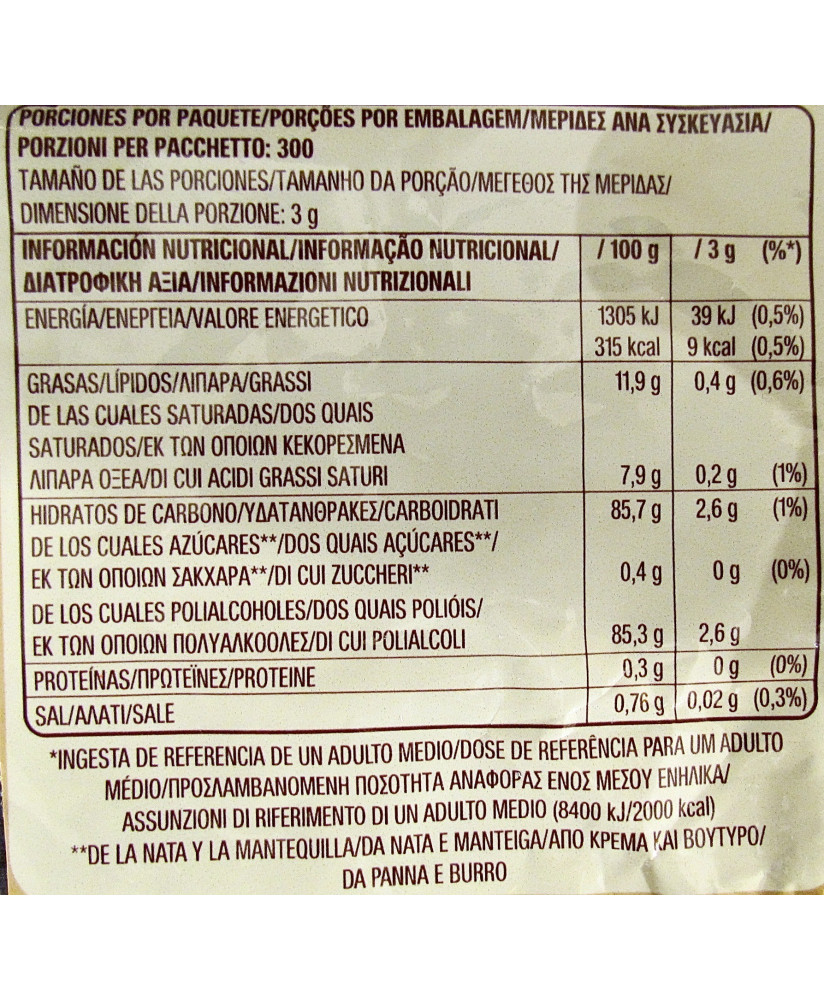 PORCIONES POR PAQUETE/PORÇÕES POR EMBALAGEM/ΜΕΡΙΔΕΣ ΑΝΑ ΣΥΣΚΕΥΑΣΙΑ/
PORZIONI PER PACCHETTO: 300
TAMAÑO DE LAS PORCIONES/TAMANHO DA PORÇÃO/ΜΕΓΕΘΟΣ ΤΗΣ ΜΕΡΙΔΑΣ/
DIMENSIONE DELLA PORZIONE: 3 g
INFORMACIÓN NUTRICIONAL/INFORMAÇÃO NUTRICIONAL/ / 100 g / 3 g (%*)
ΔΙΑΤΡΟΦΙΚΗ ΑΞΙΑ/INFORMAZIONI NUTRIZIONALI
ENERGÍA/ΕΝΕΡΓΕΙΑ/VALORE ENERGETICO 1305 kJ 39 kJ (0,5%)
315 kcal 9 kcal (0,5%)
GRASAS/LÍPIDOS/ΛΙΠΑΡΑ/GRASSI 11,9 g 0,4 g (0,6%)
DE LAS CUALES SATURADAS/DOS QUAIS
SATURADOS/ΕΚ ΤΩΝ ΟΠΟΙΩΝ ΚΕΚΟΡΕΣΜΕΝΑ
ΛΙΠΑΡΑ ΟΞΕΑ/DI CUI ACIDI GRASSI SATURI 7,9 g 0,2 g (1%)
HIDRATOS DE CARBONO/ΥΔΑΤΑΝΘΡΑΚΕΣ/CARBOIDRATI 85,7 g 2,6 g (1%)
DE LOS CUALES AZÚCARES**/DOS QUAIS AÇÚCARES**/
ΕΚ ΤΩΝ ΟΠΟΙΩΝ ΣΑΚΧΑΡΑ**/DI CUI ZUCCHERI** 0,4 g 0 g (0%)
DE LOS CUALES POLIALCOHOLES/DOS QUAIS POLIÓIS/
ΕΚ ΤΩΝ ΟΠΟΙΩΝ ΠΟΛΥΑΛΚΟΟΛΕΣ/DI CUI POLIALCOLI 85,3 g 2,6 g
PROTEÍNAS/ΠΡΩΤΕΪΝΕΣ/PROTEINE 0,3 g 0 g (0%)
SAL/ΑΛΑΤΙ/SALE 0,76 g 0,02 g (0,3%)
*INGESTA DE REFERENCIA DE UN ADULTO MEDIO/DOSE DE REFERÊNCIA PARA UM ADULTO
MÉDIO/ΠΡΟΣΛΑΜΒΑΝΟΜΕΝΗ ΠΟΣΟΤΗΤΑ ΑΝΑΦΟΡΑΣ ΕΝΟΣ ΜΕΣΟΥ ΕΝΗΛΙΚΑ/
ASSUNZIONI DI RIFERIMENTO DI UN ADULTO MEDIO (8400 kJ/2000 kcal)
**DE LA NATA Y LA MANTEQUILLA/DA NATA E MANTEIGA/ΑΠΟ ΚΡΕΜΑ ΚΑΙ ΒΟΥΤΥΡΟ/
DA PANNA E BURRO